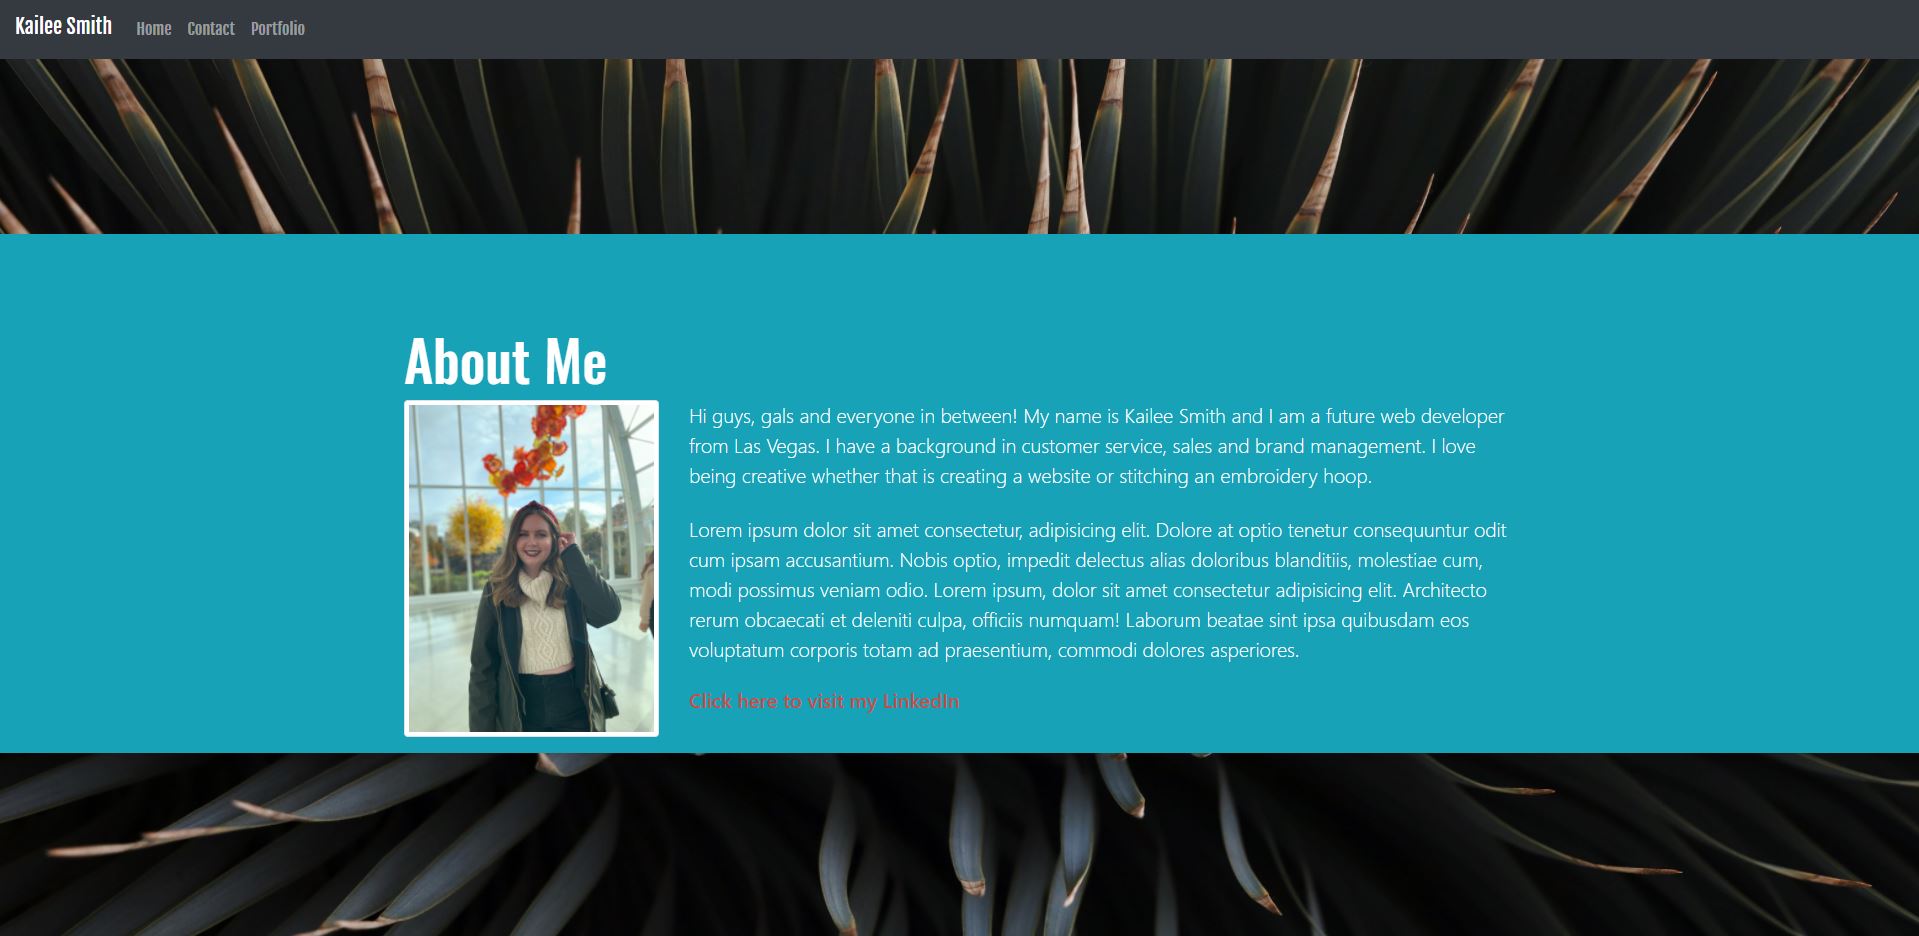 Kailee Smith Home Contact Portfolio
About Me
Hi guys, gals and everyone in between! My name is Kailee Smith and I am a future web developer
from Las Vegas. I have a background in customer service, sales and brand management. I love
being creative whether that is creating a website or stitching an embroidery hoop.
Lorem ipsum dolor sit amet consectetur, adipisicing elit. Dolore at optio tenetur consequuntur odit
cum ipsam accusantium. Nobis optio, impedit delectus alias doloribus blanditiis, molestiae cum,
modi possimus veniam odio. Lorem ipsum, dolor sit amet consectetur adipisicing elit. Architecto
rerum obcaecati et deleniti culpa, officiis numquam! Laborum beatae sint ipsa quibusdam eos
voluptatum corporis totam ad praesentium, commodi dolores asperiores.
Click here to visit my LinkedIn